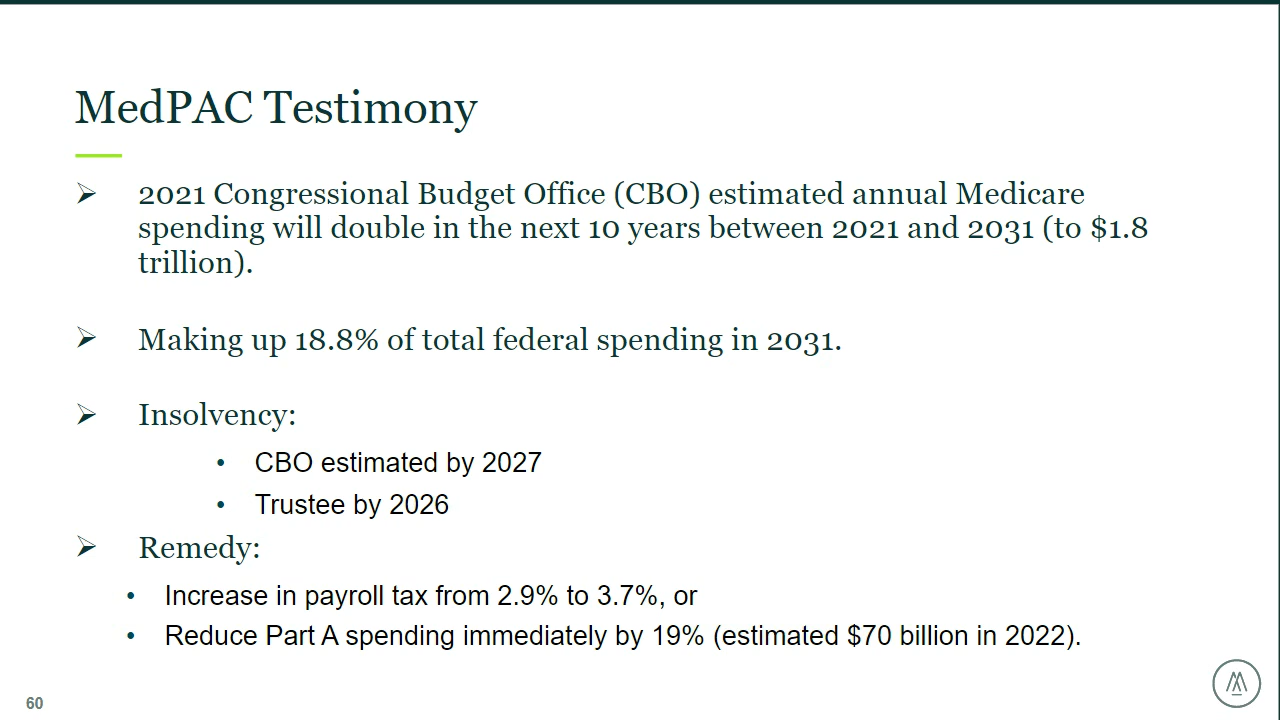 MedPAC Testimony
➢ 2021 Congressional Budget Office (CBO) estimated annual Medicare
spending will double in the next 10 years between 2021 and 2031 (to $1.8
trillion).
➢ Making up 18.8% of total federal spending in 2031.
➢ Insolvency:
• CBO estimated by 2027
• Trustee by 2026
➢ Remedy:
• Increase in payroll tax from 2.9% to 3.7%, or
• Reduce Part A spending immediately by 19% (estimated $70 billion in 2022).
60